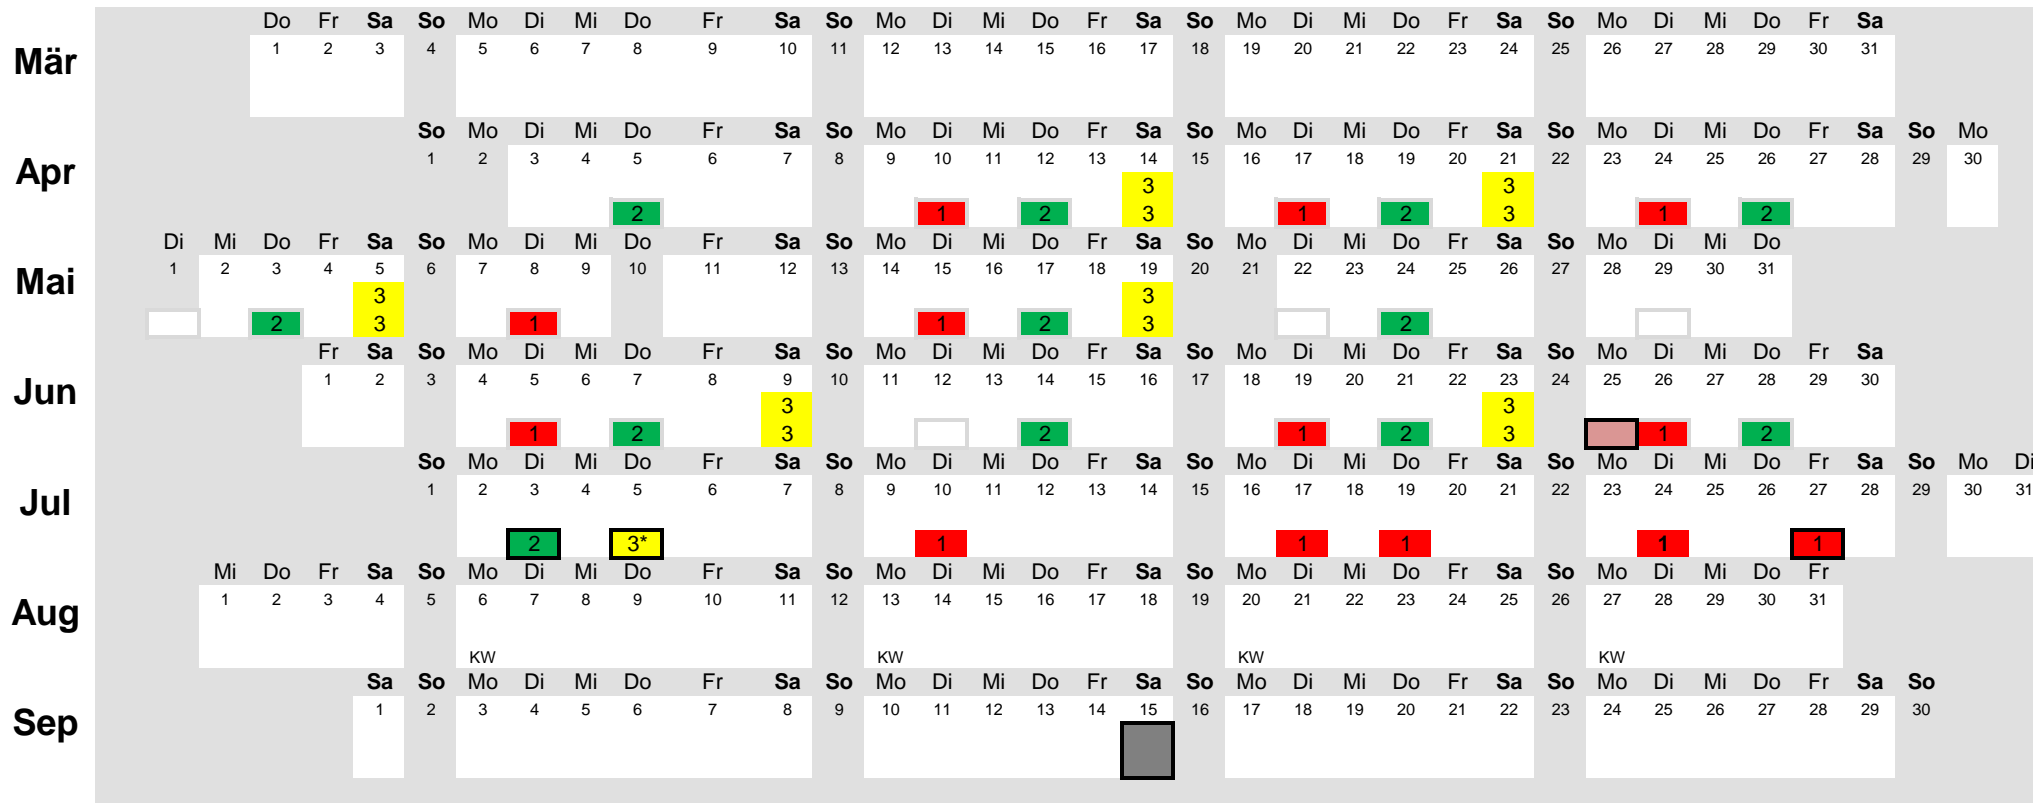 Do Fr Sa So Mo Di Mi Do Fr Sa So Mo Di Mi Do Fr Sa So Mo Di Mi Do Fr Sa So Mo Di Mi Do Fr Sa
Mär 1 2 3 4 5 6 7 8 9 10 11 12 13 14 15 16 17 18 19 20 21 22 23 24 25 26 27 28 29 30 31
So Mo Di Mi Do Fr Sa So Mo Di Mi Do Fr Sa So Mo Di Mi Do Fr Sa So Mo Di Mi Do Fr Sa So Mo
Apr 1 2 3 4 5 6 7 8 9 10 11 12 13 14 15 16 17 18 19 20 21 22 23 24 25 26 27 28 29 30
3 3
2 1 2 3 1 2 3 1 2
Di Mi Do Fr Sa So Mo Di Mi Do Fr Sa So Mo Di Mi Do Fr Sa So Mo Di Mi Do Fr Sa So Mo Di Mi Do
Mai 1 2 3 4 5 6 7 8 9 10 11 12 13 14 15 16 17 18 19 20 21 22 23 24 25 26 27 28 29 30 31
3 3
2 3 1 1 2 3 2
Fr Sa So Mo Di Mi Do Fr Sa So Mo Di Mi Do Fr Sa So Mo Di Mi Do Fr Sa So Mo Di Mi Do Fr Sa
Jun 1 2 3 4 5 6 7 8 9 10 11 12 13 14 15 16 17 18 19 20 21 22 23 24 25 26 27 28 29 30
3 3
1 2 3 2 1 2 3 1 2
So Mo Di Mi Do Fr Sa So Mo Di Mi Do Fr Sa So Mo Di Mi Do Fr Sa So Mo Di Mi Do Fr Sa So Mo Di
Jul 1 2 3 4 5 6 7 8 9 10 11 12 13 14 15 16 17 18 19 20 21 22 23 24 25 26 27 28 29 30 31
2 3* 1 1 1 1 1
Mi Do Fr Sa So Mo Di Mi Do Fr Sa So Mo Di Mi Do Fr Sa So Mo Di Mi Do Fr Sa So Mo Di Mi Do Fr
Aug 1 2 3 4 5 6 7 8 9 10 11 12 13 14 15 16 17 18 19 20 21 22 23 24 25 26 27 28 29 30 31
KW KW KW KW
Sa So Mo Di Mi Do Fr Sa So Mo Di Mi Do Fr Sa So Mo Di Mi Do Fr Sa So Mo Di Mi Do Fr Sa So
Sep 1 2 3 4 5 6 7 8 9 10 11 12 13 14 15 16 17 18 19 20 21 22 23 24 25 26 27 28 29 30